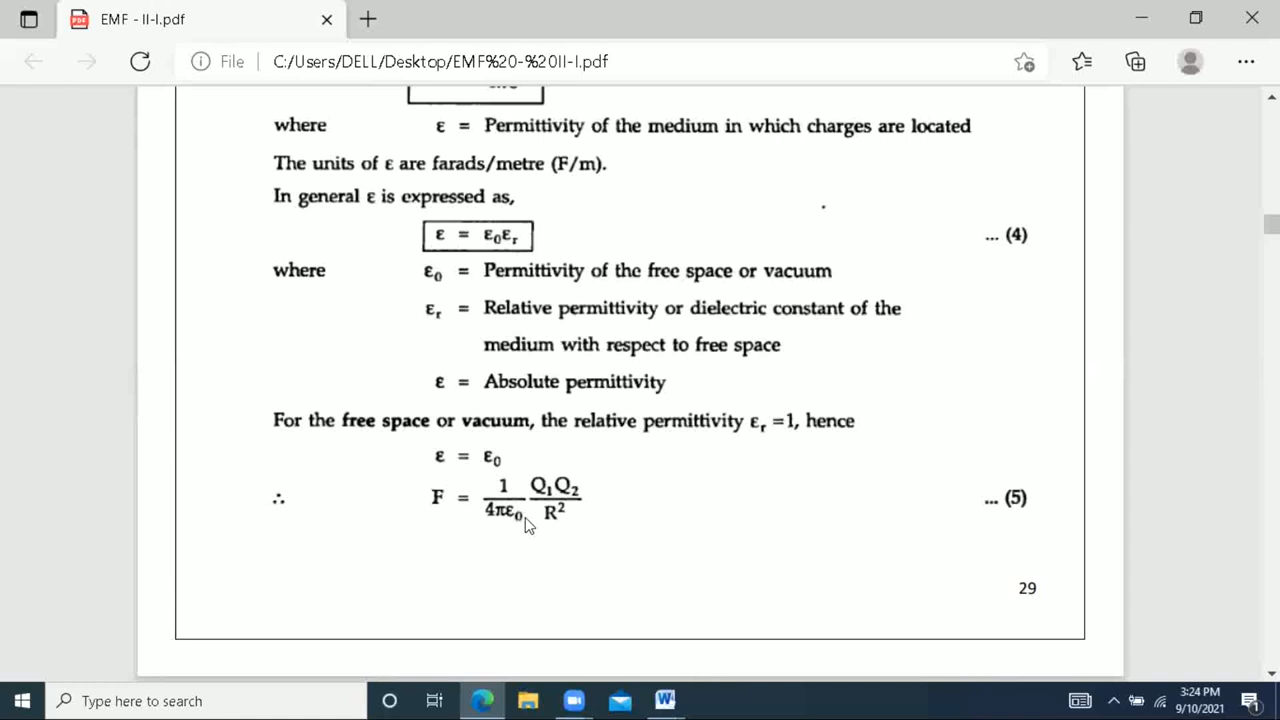 EMF - II-I.pdf
File C:/Users/DELL/Desktop/EMF%20-%20II-I.pdf
where ε = Permittivity of the medium in which charges are located
The units of ε are farads/metre (F/m).
In general ε is expressed as,
ε = ε₀εᵣ ... (4)
where ε₀ = Permittivity of the free space or vacuum
εᵣ = Relative permittivity or dielectric constant of the
medium with respect to free space
ε = Absolute permittivity
For the free space or vacuum, the relative permittivity εᵣ =1, hence
ε = ε₀
∴ F = 1/4πε₀ Q₁Q₂/R² ... (5)
29
Type here to search
3:24 PM
9/10/2021
1